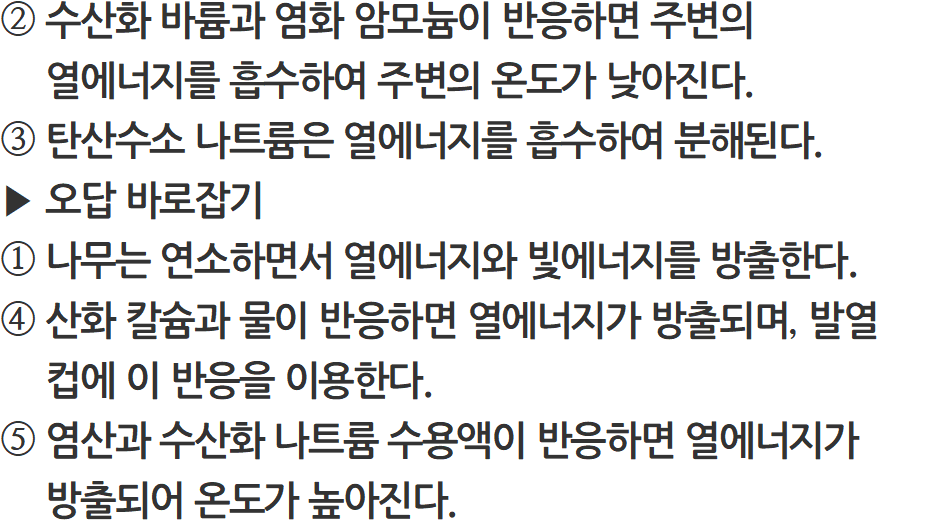 ② 수산화 바륨과 염화 암모늄이 반응하면 주변의
열에너지를 흡수하여 주변의 온도가 낮아진다.
③ 탄산수소 나트륨은 열에너지를 흡수하여 분해된다.
▶ 오답 바로잡기
① 나무는 연소하면서 열에너지와 빛에너지를 방출한다.
④ 산화 칼슘과 물이 반응하면 열에너지가 방출되며, 발열
컵에 이 반응을 이용한다.
⑤ 염산과 수산화 나트륨 수용액이 반응하면 열에너지가
방출되어 온도가 높아진다.